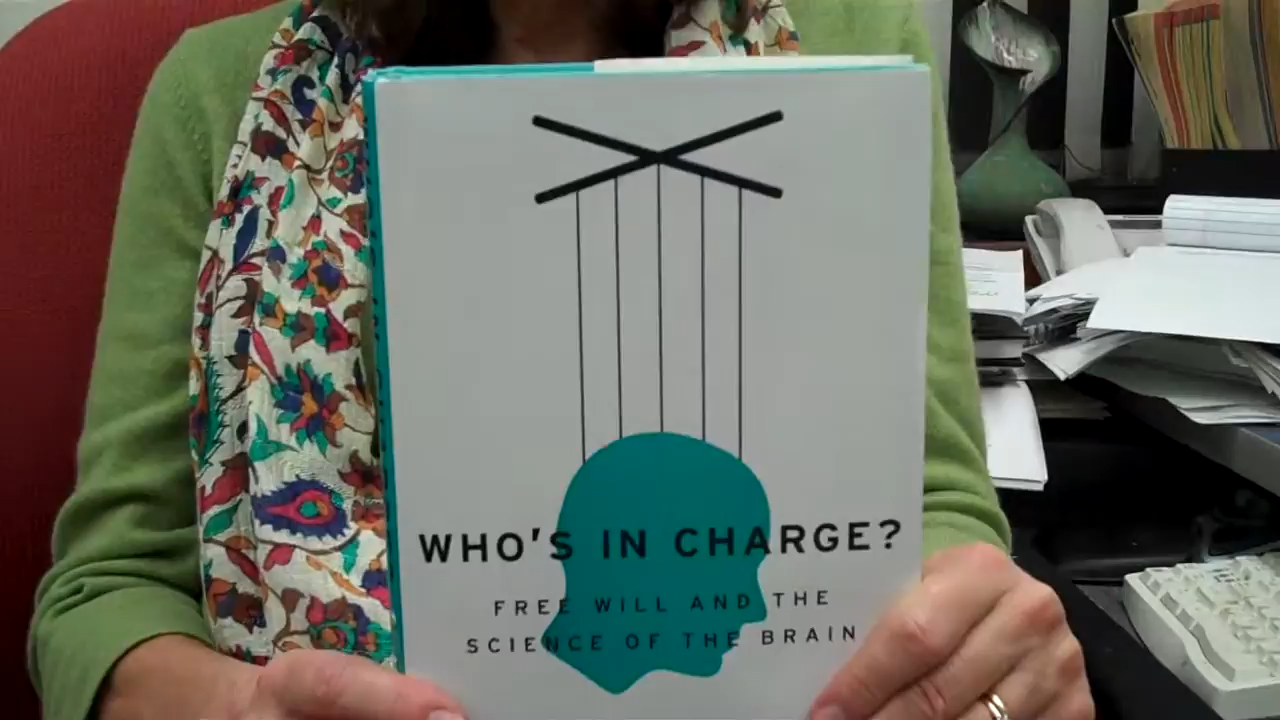 WHO'S IN CHARGE?
FREE WILL AND THE
SCIENCE OF THE BRAIN